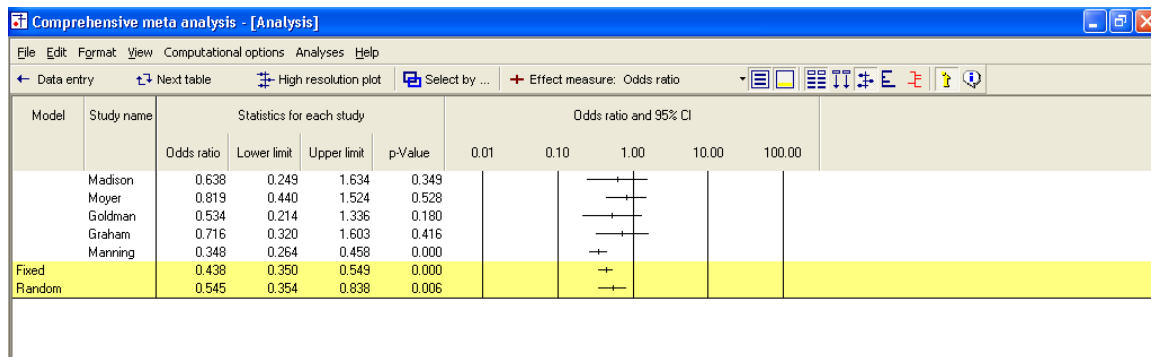 Comprehensive meta analysis - [Analysis]
File Edit Format View Computational options Analyses Help
Data entry Next table High resolution plot Select by ... Effect measure: Odds ratio
Model Study name Statistics for each study Odds ratio and 95% CI
Odds ratio Lower limit Upper limit p-Value 0.01 0.10 1.00 10.00 100.00
Madison 0.638 0.249 1.634 0.349
Moyer 0.819 0.440 1.524 0.528
Goldman 0.534 0.214 1.336 0.180
Graham 0.716 0.320 1.603 0.416
Manning 0.348 0.264 0.458 0.000
Fixed 0.438 0.350 0.549 0.000
Random 0.545 0.354 0.838 0.006